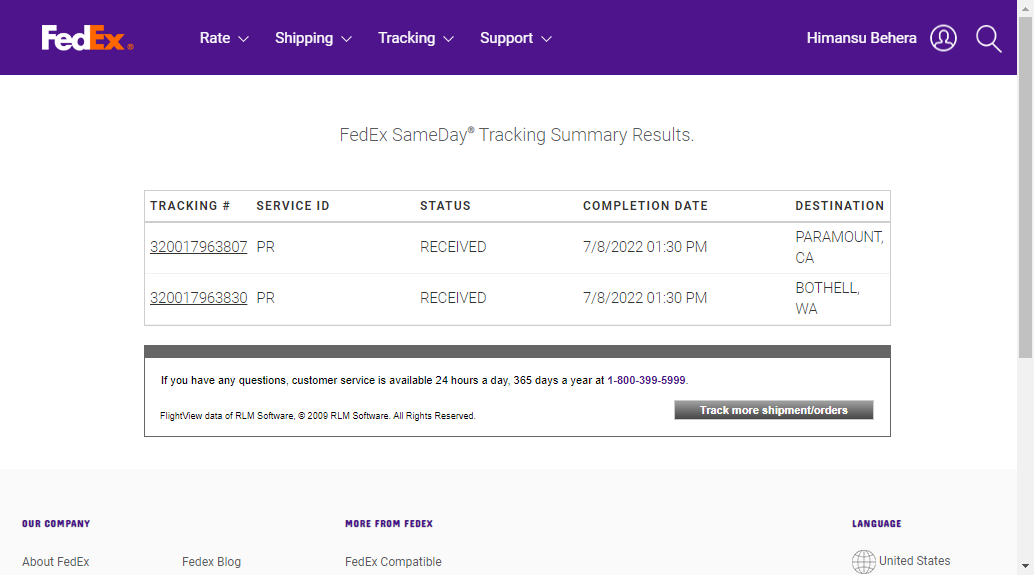 FedEx® Rate Shipping Tracking Support Himansu Behera
FedEx SameDay® Tracking Summary Results.
TRACKING # SERVICE ID STATUS COMPLETION DATE DESTINATION
320017963807 PR RECEIVED 7/8/2022 01:30 PM PARAMOUNT,
CA
320017963830 PR RECEIVED 7/8/2022 01:30 PM BOTHELL,
WA
If you have any questions, customer service is available 24 hours a day, 365 days a year at 1-800-399-5999.
FlightView data of RLM Software, © 2009 RLM Software. All Rights Reserved.
Track more shipment/orders
OUR COMPANY MORE FROM FEDEX LANGUAGE
About FedEx Fedex Blog FedEx Compatible United States